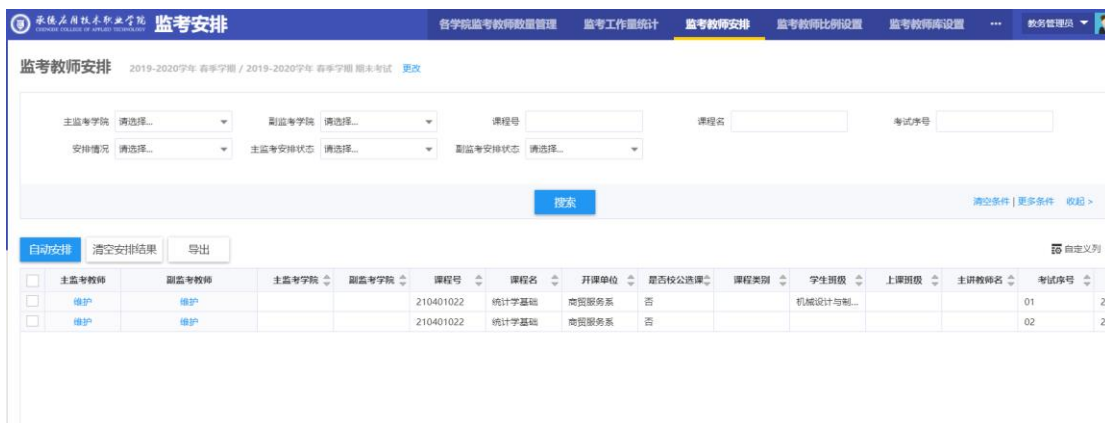 承德应用技术职业学院 监考安排 各学院监考教师数量管理 监考工作量统计 监考教师安排 监考教师比例设置 监考教师库设置 ... 教务管理员
CHENGDE COLLEGE OF APPLIED TECHNOLOGY
监考教师安排 2019-2020学年 春季学期 / 2019-2020学年 春季学期 期末考试 更改
主监考学院 请选择... 副监考学院 请选择... 课程号 课程名 考试序号
安排情况 请选择... 主监考安排状态 请选择... 副监考安排状态 请选择...
搜索 清空条件 | 更多条件 收起 >
自动安排 清空安排结果 导出 自定义列
主监考教师 副监考教师 主监考学院 副监考学院 课程号 课程名 开课单位 是否校公选课 课程类别 学生班级 上课班级 主讲教师名 考试序号
维护 维护 210401022 统计学基础 商贸服务系 否 机械设计与制... 01 2
维护 维护 210401022 统计学基础 商贸服务系 否 02 2